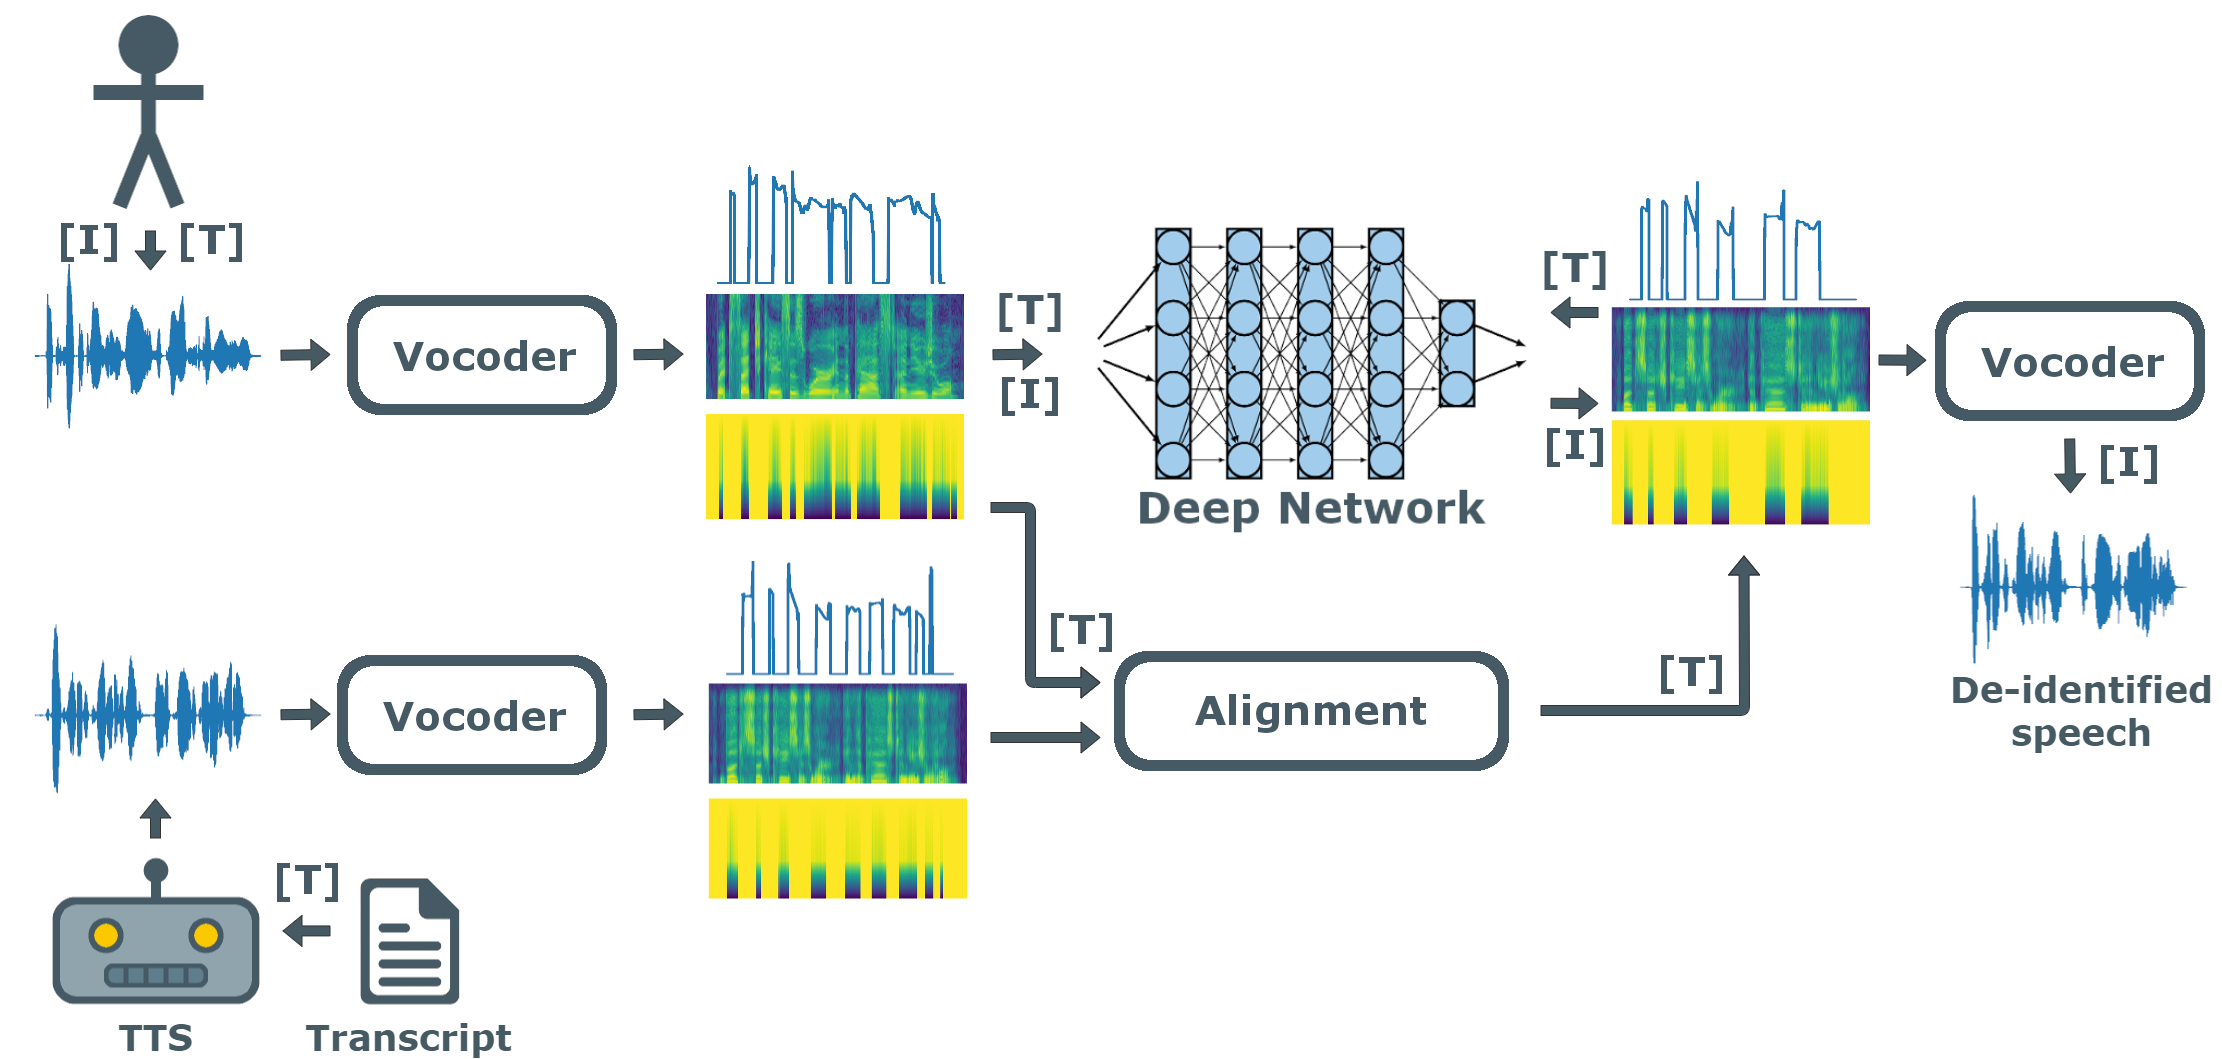 [I] [T]
Vocoder
[T]
[I]
Deep Network
[T]
[I]
Vocoder
[I]
De-identified
speech
Vocoder
[T]
Alignment
[T]
[T]
TTS
Transcript